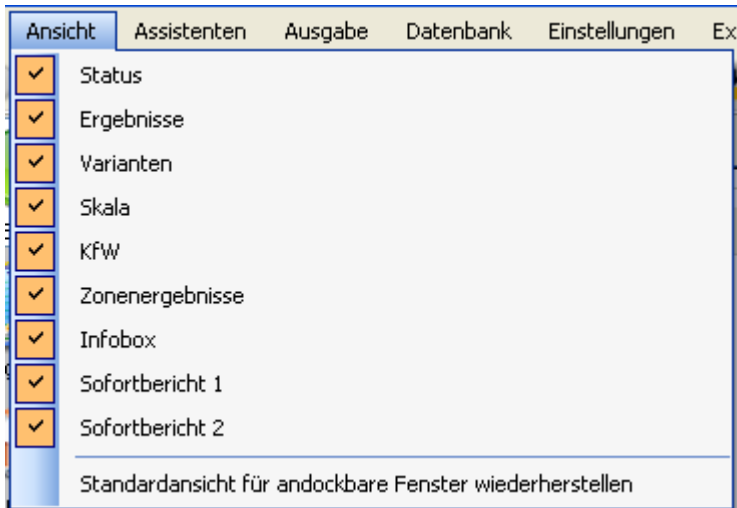 Ansicht Assistenten Ausgabe Datenbank Einstellungen Ex
Status
Ergebnisse
Varianten
Skala
KfW
Zonenergebnisse
Infobox
Sofortbericht 1
Sofortbericht 2
Standardansicht für andockbare Fenster wiederherstellen